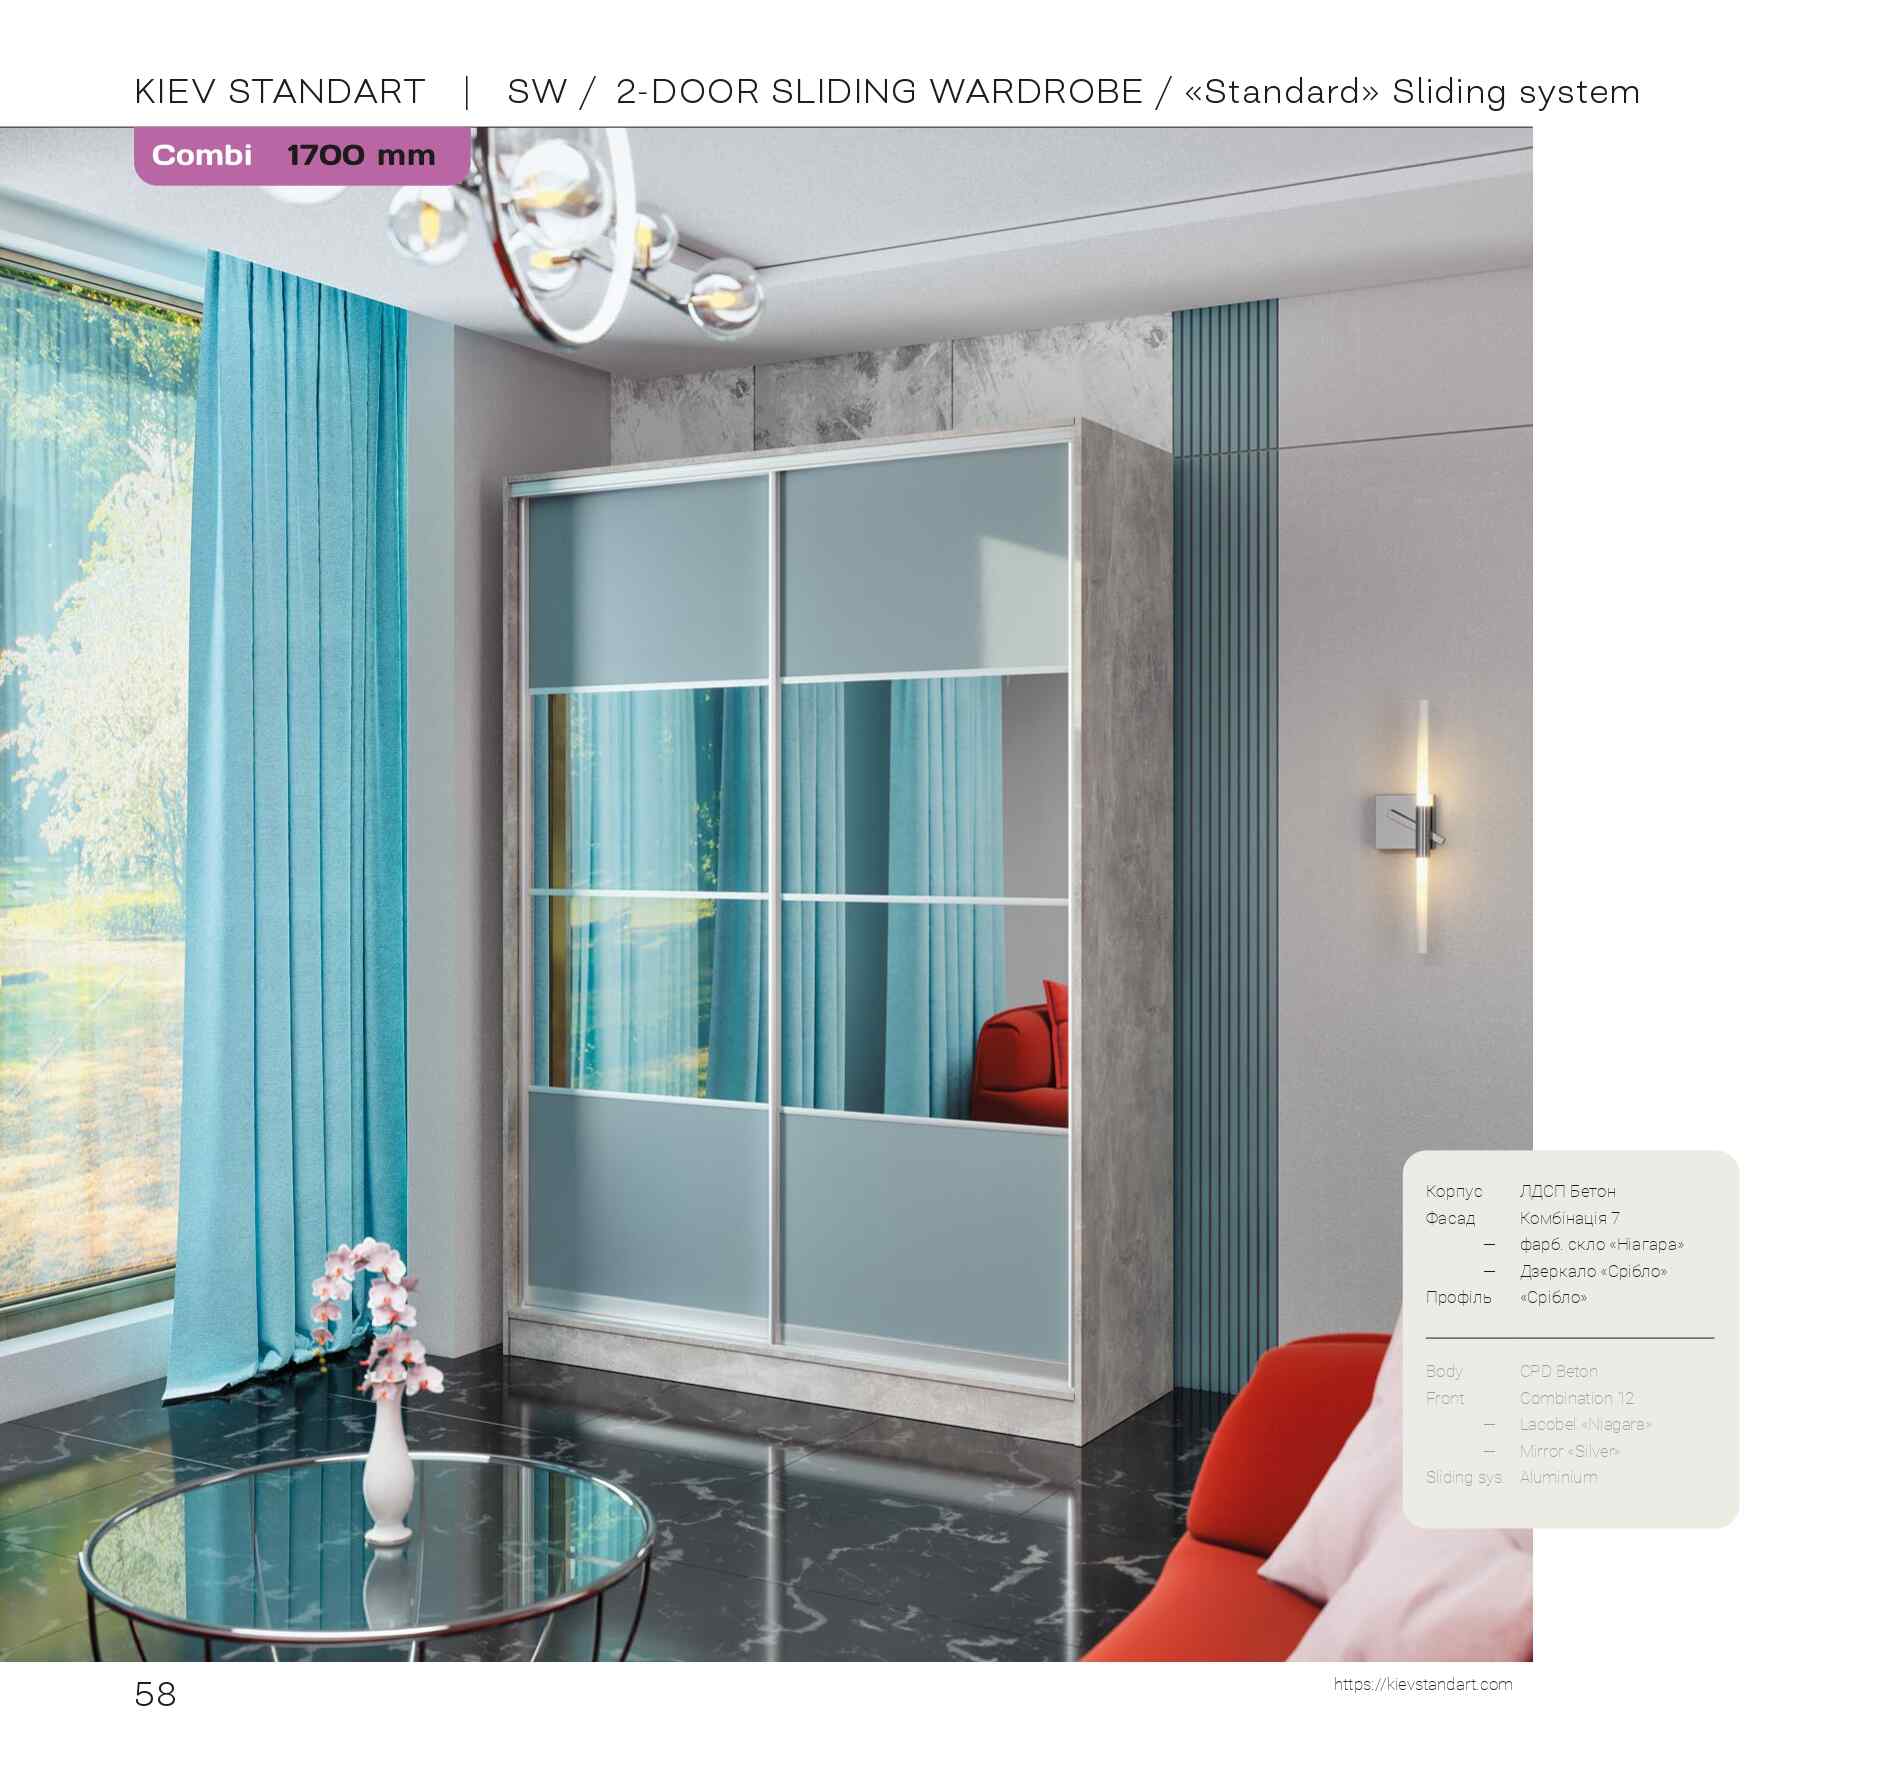 KIEV STANDART | SW / 2-DOOR SLIDING WARDROBE / «Standard» Sliding system
Combi 1700 mm
Корпус ЛДСП Бетон
Фасад Комбінація 7
— фарб. скло «Ніагара»
— Дзеркало «Срібло»
Профіль «Срібло»
Body CPD Beton
Front Combination 12
— Lacobel «Niagara»
— Mirror «Silver»
Sliding sys. Aluminium
58
https://kievstandart.com